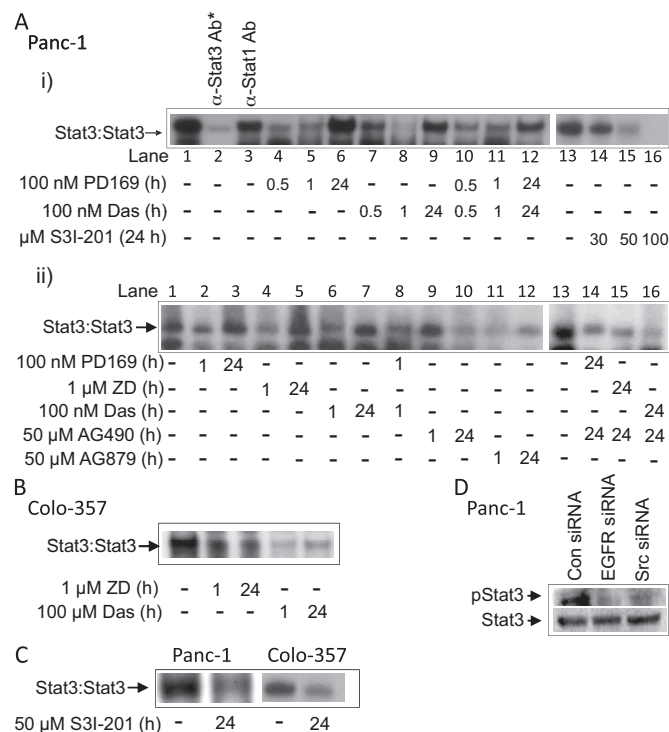 A
Panc-1
i)
α-Stat3 Ab*
α-Stat1 Ab
Stat3:Stat3
Lane 1 2 3 4 5 6 7 8 9 10 11 12 13 14 15 16
100 nM PD169 (h) - - - 0.5 1 24 - - - 0.5 1 24 - - - -
100 nM Das (h) - - - - - - 0.5 1 24 0.5 1 24 - - - -
µM S3I-201 (24 h) - - - - - - - - - - - - - 30 50 100
ii)
Lane 1 2 3 4 5 6 7 8 9 10 11 12 13 14 15 16
Stat3:Stat3
100 nM PD169 (h) - 1 24 - - - - 1 - - - - - 24 - -
1 µM ZD (h) - - - 1 24 - - - - - - - - - 24 -
100 nM Das (h) - - - - - 1 24 1 - - - - - - - 24
50 µM AG490 (h) - - - - - - - - 1 24 - - - 24 24 24
50 µM AG879 (h) - - - - - - - - - - 1 24 - - - -
B
Colo-357
Stat3:Stat3
1 µM ZD (h) - 1 24 - -
100 µM Das (h) - - - 1 24
C
Panc-1 Colo-357
Stat3:Stat3
50 µM S3I-201 (h) - 24 - 24
D
Panc-1
Con siRNA
EGFR siRNA
Src siRNA
pStat3
Stat3